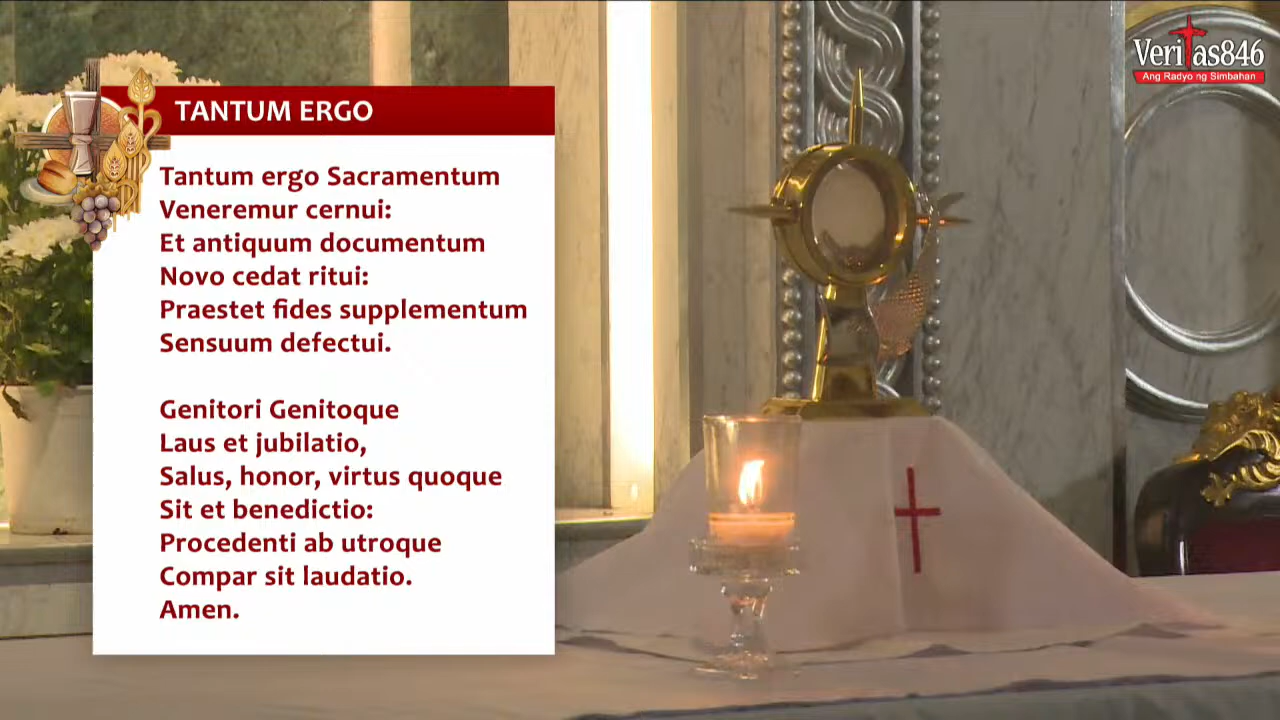 TANTUM ERGO
Tantum ergo Sacramentum
Veneremur cernui:
Et antiquum documentum
Novo cedat ritui:
Praestet fides supplementum
Sensuum defectui.
Genitori Genitoque
Laus et jubilatio,
Salus, honor, virtus quoque
Sit et benedictio:
Procedenti ab utroque
Compar sit laudatio.
Amen.
Veritas846
Ang Radyo ng Simbahan